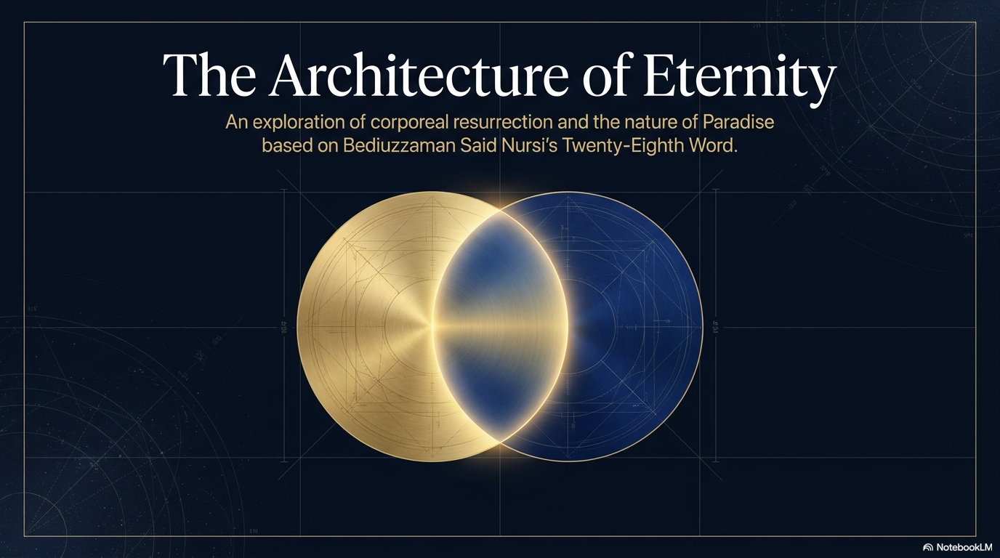 The Architecture of Eternity
An exploration of corporeal resurrection and the nature of Paradise
based on Bediuzzaman Said Nursi’s Twenty-Eighth Word.
NotebookLM